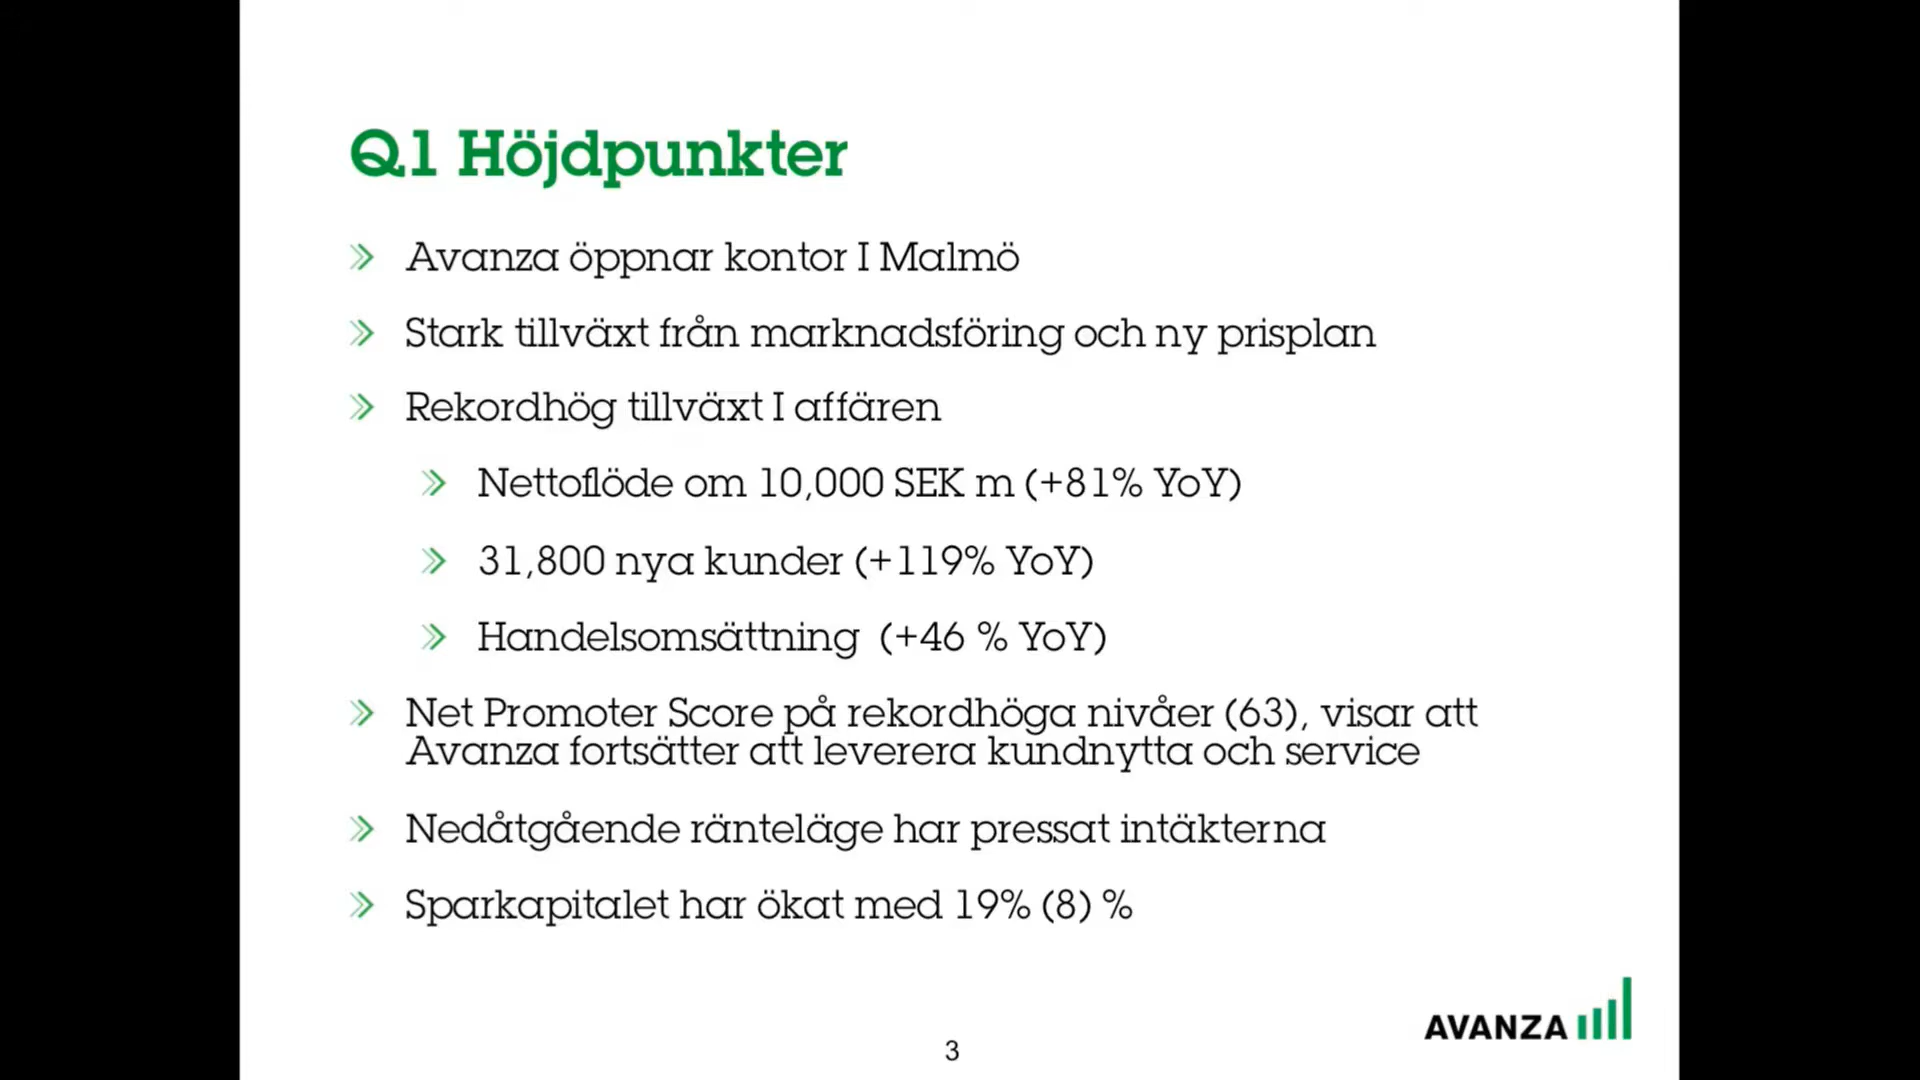 Q1 Höjdpunkter
Avanza öppnar kontor I Malmö
Stark tillväxt från marknadsföring och ny prisplan
Rekordhög tillväxt I affären
Nettoflöde om 10,000 SEK m (+81% YoY)
31,800 nya kunder (+119% YoY)
Handelsomsättning (+46 % YoY)
Net Promoter Score på rekordhöga nivåer (63), visar att
Avanza fortsätter att leverera kundnytta och service
Nedåtgående ränteläge har pressat intäkterna
Sparkapitalet har ökat med 19% (8) %
AVANZA
3